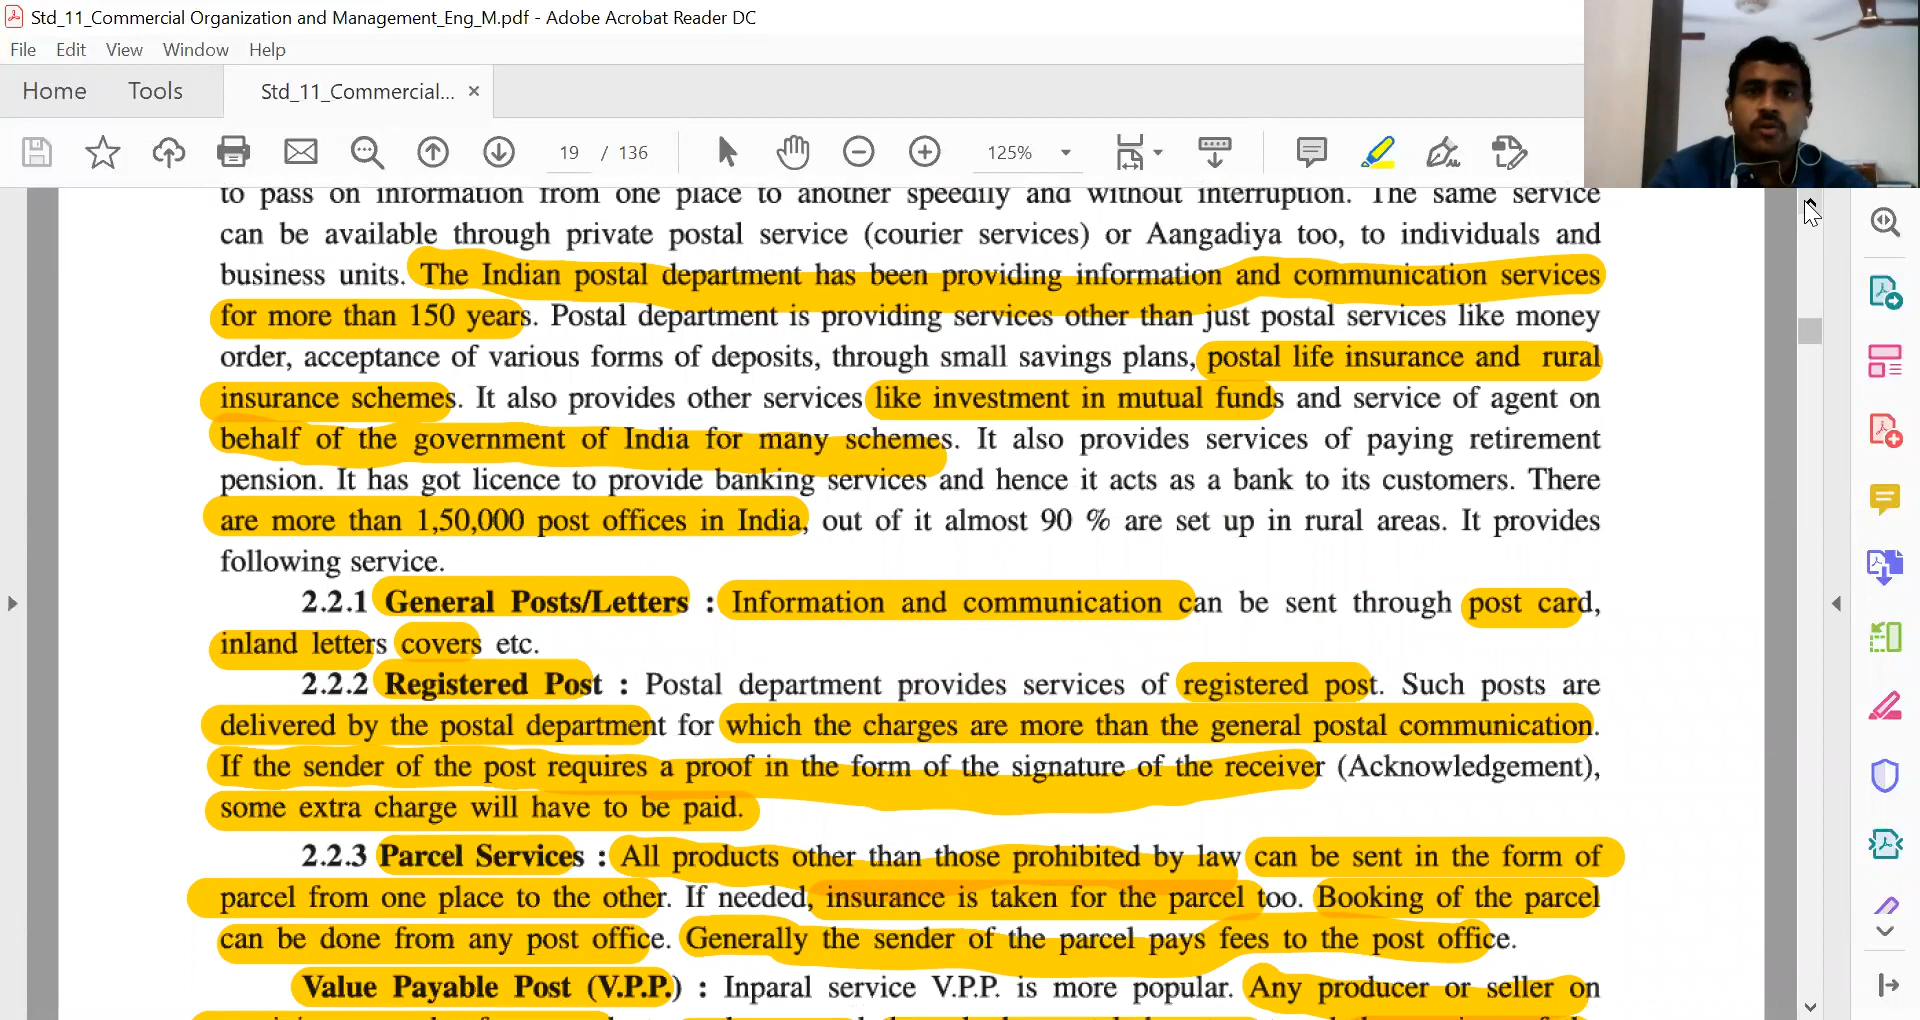 Std_11_Commercial Organization and Management_Eng_M.pdf - Adobe Acrobat Reader DC
File Edit View Window Help
Home Tools Std_11_Commercial... ×
19 / 136 125%
to pass on information from one place to another speedily and without interruption. The same service
can be available through private postal service (courier services) or Aangadiya too, to individuals and
business units. The Indian postal department has been providing information and communication services
for more than 150 years. Postal department is providing services other than just postal services like money
order, acceptance of various forms of deposits, through small savings plans, postal life insurance and rural
insurance schemes. It also provides other services like investment in mutual funds and service of agent on
behalf of the government of India for many schemes. It also provides services of paying retirement
pension. It has got licence to provide banking services and hence it acts as a bank to its customers. There
are more than 1,50,000 post offices in India, out of it almost 90 % are set up in rural areas. It provides
following service.
2.2.1 General Posts/Letters : Information and communication can be sent through post card,
inland letters covers etc.
2.2.2 Registered Post : Postal department provides services of registered post. Such posts are
delivered by the postal department for which the charges are more than the general postal communication.
If the sender of the post requires a proof in the form of the signature of the receiver (Acknowledgement),
some extra charge will have to be paid.
2.2.3 Parcel Services : All products other than those prohibited by law can be sent in the form of
parcel from one place to the other. If needed, insurance is taken for the parcel too. Booking of the parcel
can be done from any post office. Generally the sender of the parcel pays fees to the post office.
Value Payable Post (V.P.P.) : Inparal service V.P.P. is more popular. Any producer or seller on